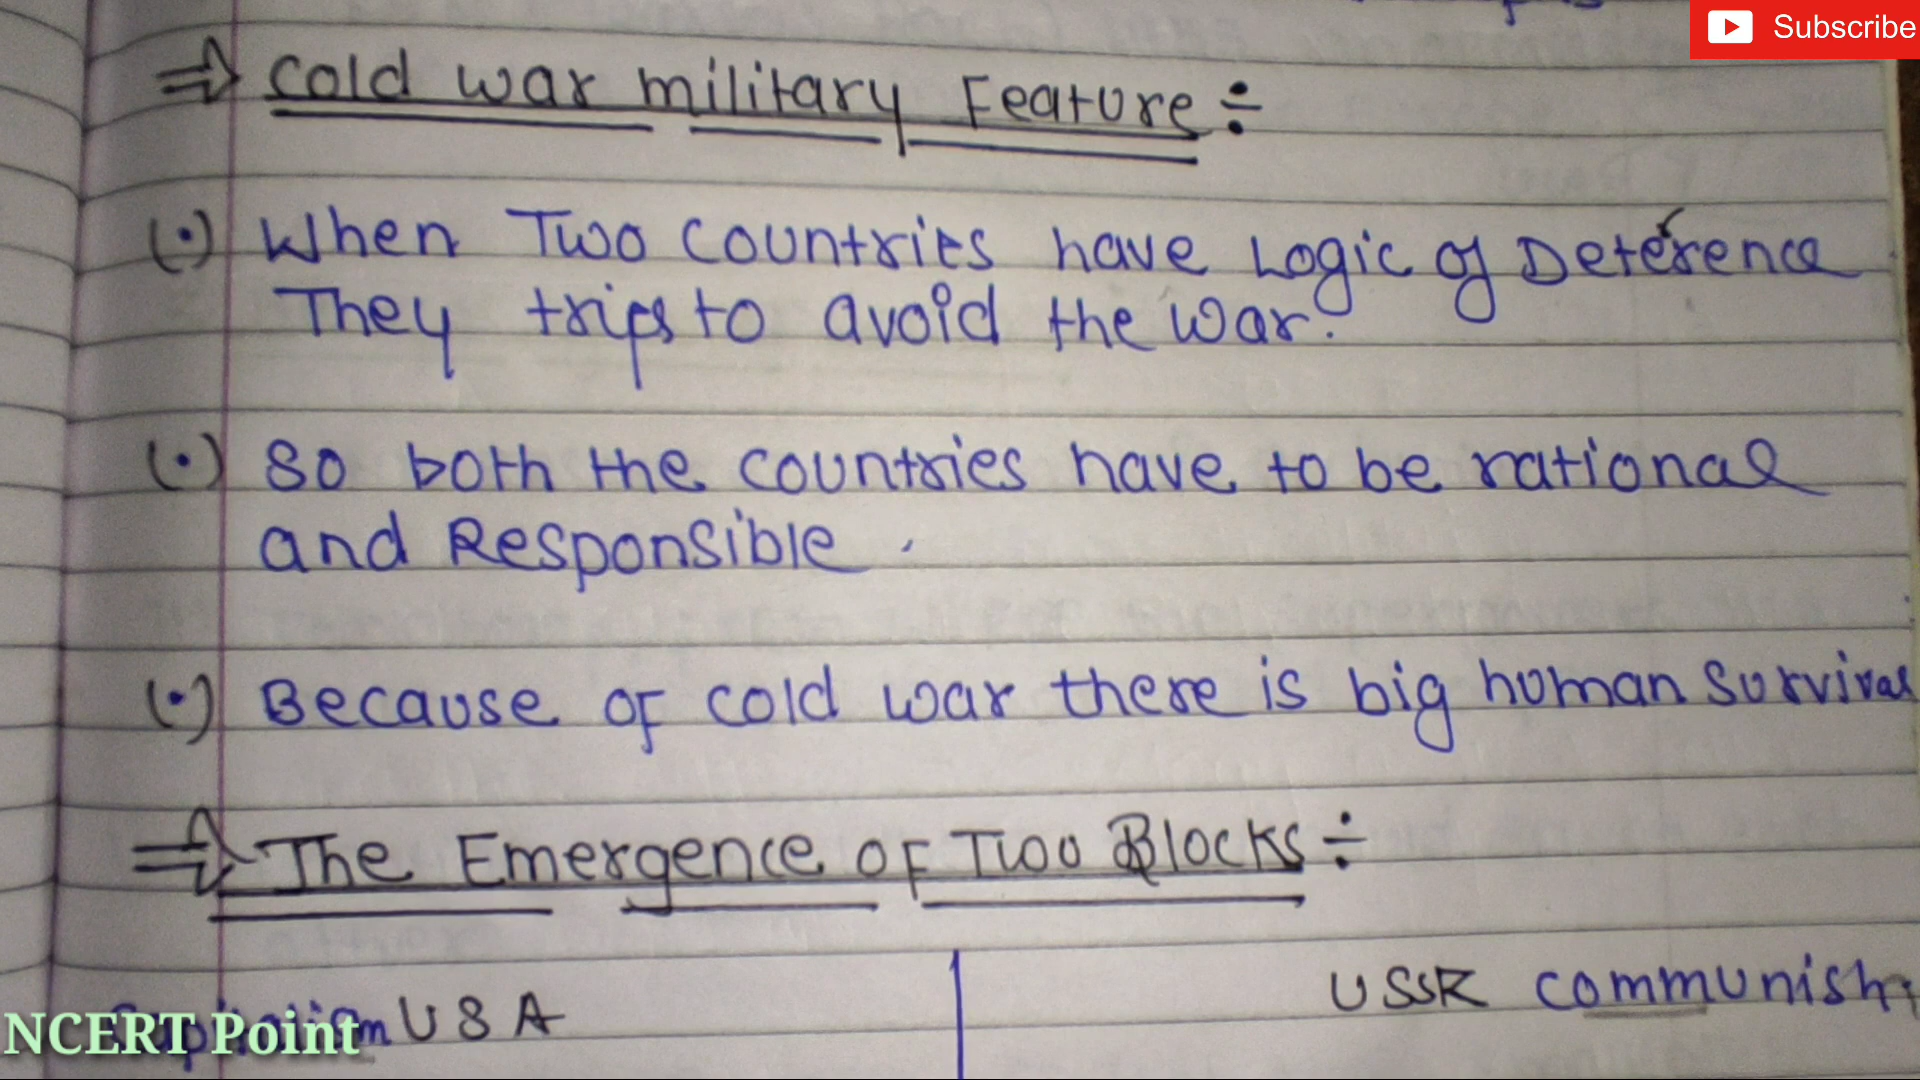 Subscribe
⇒ Cold war military Feature ÷
(•) When Two countries have Logic of Deterrence
They trips to avoid the war.
(•) So both the countries have to be rational
and Responsible.
(•) Because of cold war there is big human survival
⇒ The Emergence of Two Blocks ÷
USSR communism
USA
NCERT Point